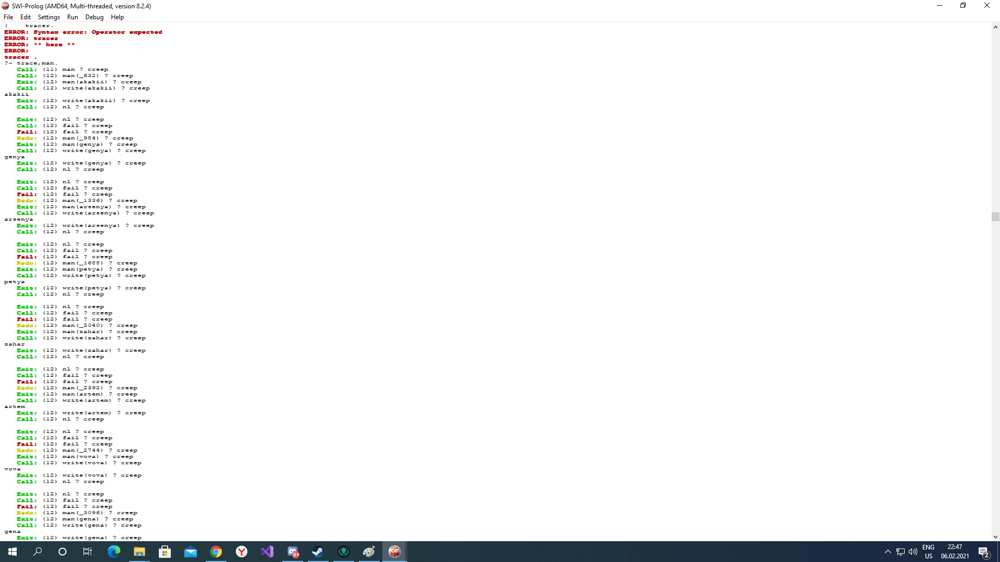 SWI-Prolog (AMD64, Multi-threaded, version 8.2.4)
File Edit Settings Run Debug Help
|    tracer.
ERROR: Syntax error: Operator expected
ERROR: tracer
ERROR: ** here **
ERROR:
tracer .
?- trace,man.
Call: (11) man ? creep
Call: (12) man(_632) ? creep
Exit: (12) man(akakii) ? creep
Call: (12) write(akakii) ? creep
akakii
Exit: (12) write(akakii) ? creep
Call: (12) nl ? creep
Exit: (12) nl ? creep
Call: (12) fail ? creep
Fail: (12) fail ? creep
Redo: (12) man(_984) ? creep
Exit: (12) man(genya) ? creep
Call: (12) write(genya) ? creep
genya
Exit: (12) write(genya) ? creep
Call: (12) nl ? creep
Exit: (12) nl ? creep
Call: (12) fail ? creep
Fail: (12) fail ? creep
Redo: (12) man(_1336) ? creep
Exit: (12) man(arsenya) ? creep
Call: (12) write(arsenya) ? creep
arsenya
Exit: (12) write(arsenya) ? creep
Call: (12) nl ? creep
Exit: (12) nl ? creep
Call: (12) fail ? creep
Fail: (12) fail ? creep
Redo: (12) man(_1688) ? creep
Exit: (12) man(petya) ? creep
Call: (12) write(petya) ? creep
petya
Exit: (12) write(petya) ? creep
Call: (12) nl ? creep
Exit: (12) nl ? creep
Call: (12) fail ? creep
Fail: (12) fail ? creep
Redo: (12) man(_2040) ? creep
Exit: (12) man(zahar) ? creep
Call: (12) write(zahar) ? creep
zahar
Exit: (12) write(zahar) ? creep
Call: (12) nl ? creep
Exit: (12) nl ? creep
Call: (12) fail ? creep
Fail: (12) fail ? creep
Redo: (12) man(_2392) ? creep
Exit: (12) man(artem) ? creep
Call: (12) write(artem) ? creep
artem
Exit: (12) write(artem) ? creep
Call: (12) nl ? creep
Exit: (12) nl ? creep
Call: (12) fail ? creep
Fail: (12) fail ? creep
Redo: (12) man(_2744) ? creep
Exit: (12) man(vova) ? creep
Call: (12) write(vova) ? creep
vova
Exit: (12) write(vova) ? creep
Call: (12) nl ? creep
Exit: (12) nl ? creep
Call: (12) fail ? creep
Fail: (12) fail ? creep
Redo: (12) man(_3096) ? creep
Exit: (12) man(gena) ? creep
Call: (12) write(gena) ? creep
gena
Exit: (12) write(gena) ? creep
9+
ENG 22:47
US 06.02.2021
2